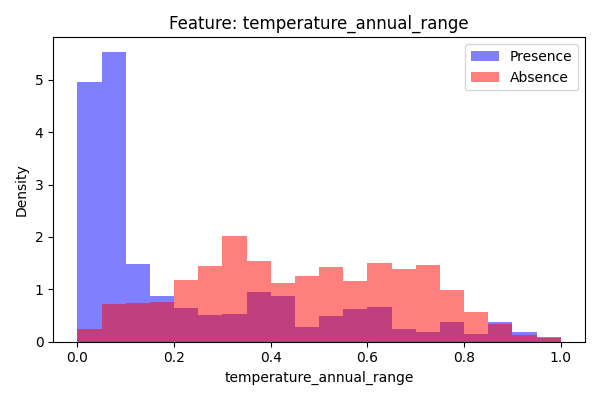 Feature: temperature_annual_range
Presence
Absence
Density
5
4
3
2
1
0
0.0 0.2 0.4 0.6 0.8 1.0
temperature_annual_range